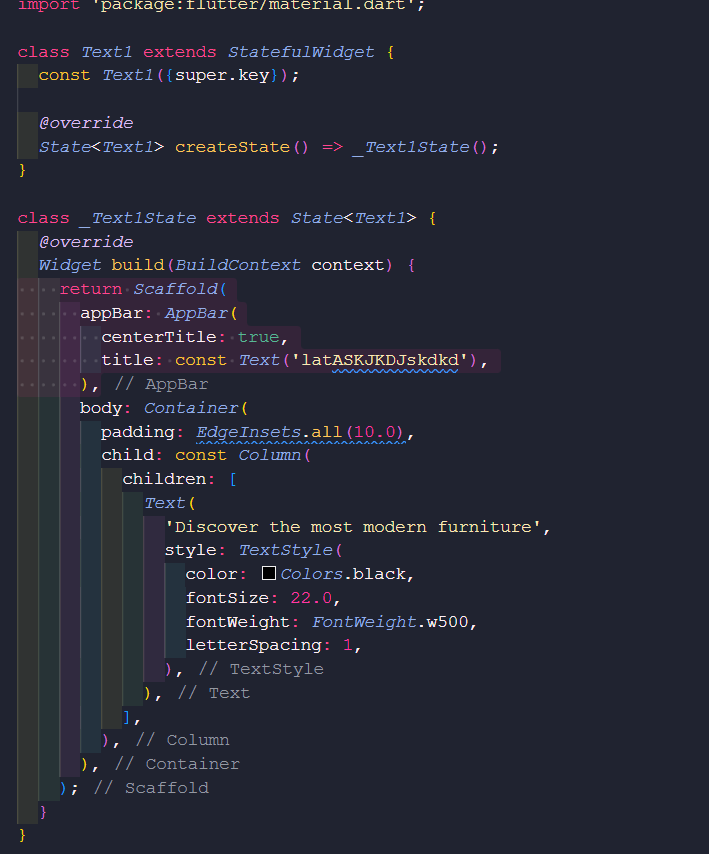 import 'package:flutter/material.dart';
class Text1 extends StatefulWidget {
const Text1({super.key});
@override
State<Text1> createState() => _Text1State();
}
class _Text1State extends State<Text1> {
@override
Widget build(BuildContext context) {
return Scaffold(
appBar: AppBar(
centerTitle: true,
title: const Text('latASKJKDJskdkd'),
), // AppBar
body: Container(
padding: EdgeInsets.all(10.0),
child: const Column(
children: [
Text(
'Discover the most modern furniture',
style: TextStyle(
color: Colors.black,
fontSize: 22.0,
fontWeight: FontWeight.w500,
letterSpacing: 1,
), // TextStyle
), // Text
],
), // Column
), // Container
); // Scaffold
}
}